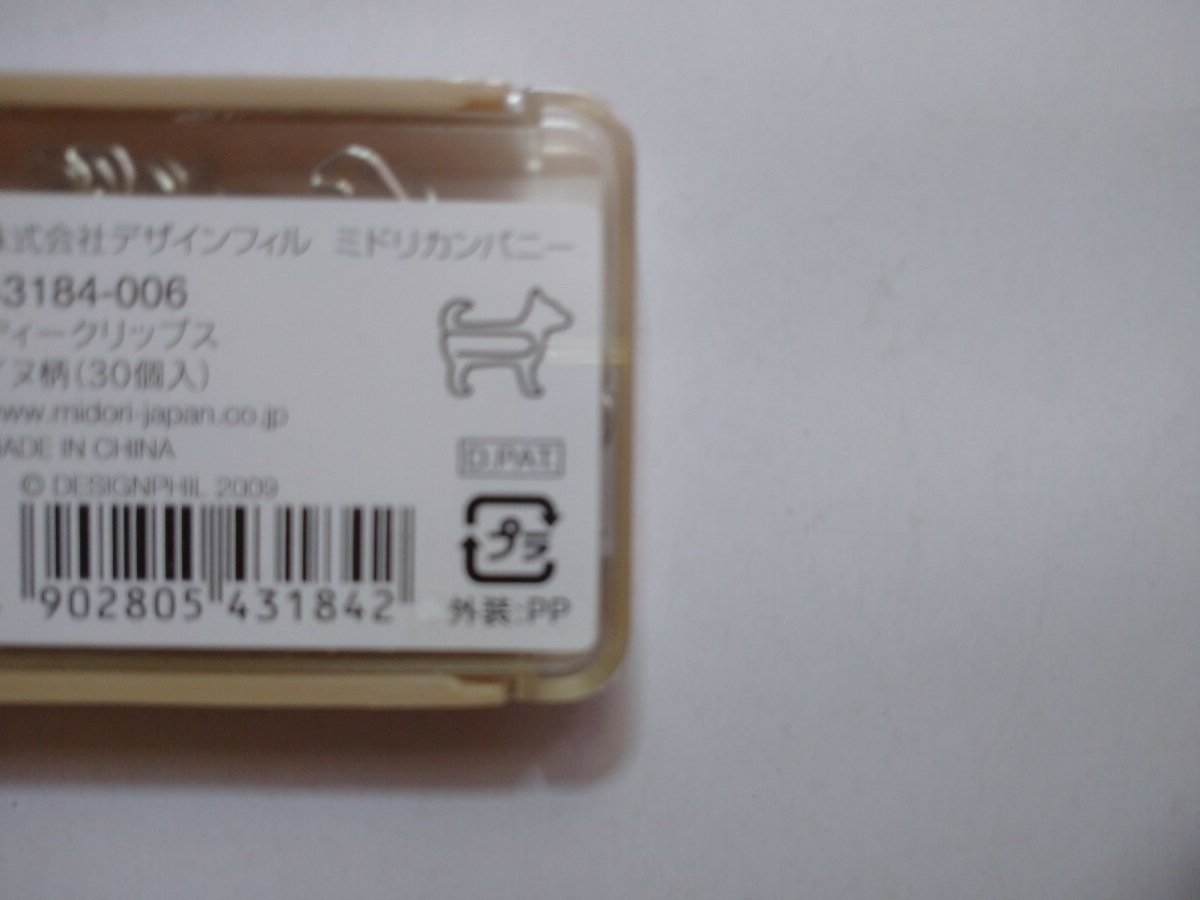 株式会社デザインフィル ミドリカンパニー
3184-006
ディークリップス
イヌ柄(30個入)
www.midori-japan.co.jp
MADE IN CHINA
© DESIGNPHIL 2009
D.PAT.
プラ
902805 431842
外装:PP